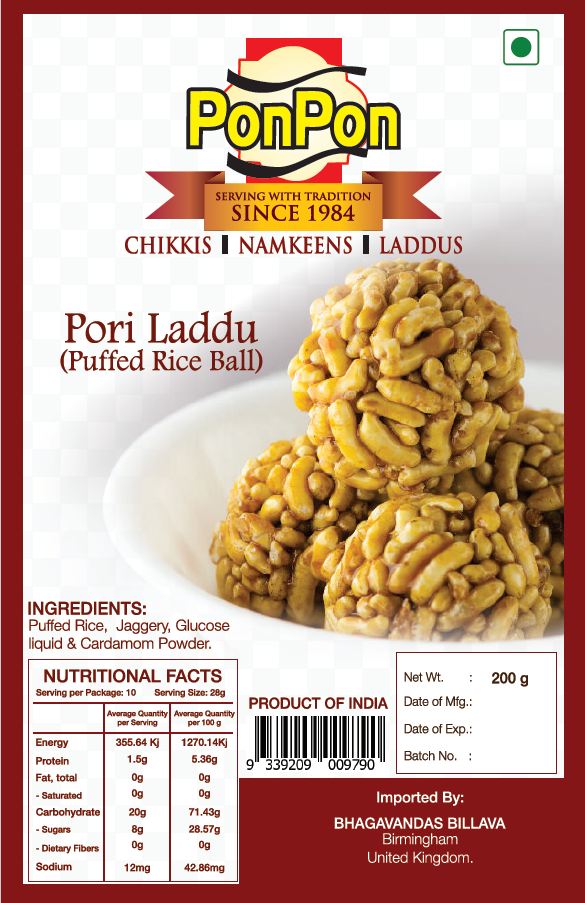 PonPon
SERVING WITH TRADITION
SINCE 1984
CHIKKIS | NAMKEENS | LADDUS
Pori Laddu
(Puffed Rice Ball)
INGREDIENTS:
Puffed Rice, Jaggery, Glucose
liquid & Cardamom Powder.
NUTRITIONAL FACTS
Serving per Package: 10 Serving Size: 28g
Average Quantity per Serving Average Quantity per 100 g
Energy 355.64 Kj 1270.14Kj
Protein 1.5g 5.36g
Fat, total 0g 0g
- Saturated 0g 0g
Carbohydrate 20g 71.43g
- Sugars 8g 28.57g
- Dietary Fibers 0g 0g
Sodium 12mg 42.86mg
PRODUCT OF INDIA
9 339209 009790
Net Wt. : 200 g
Date of Mfg.:
Date of Exp.:
Batch No. :
Imported By:
BHAGAVANDAS BILLAVA
Birmingham
United Kingdom.